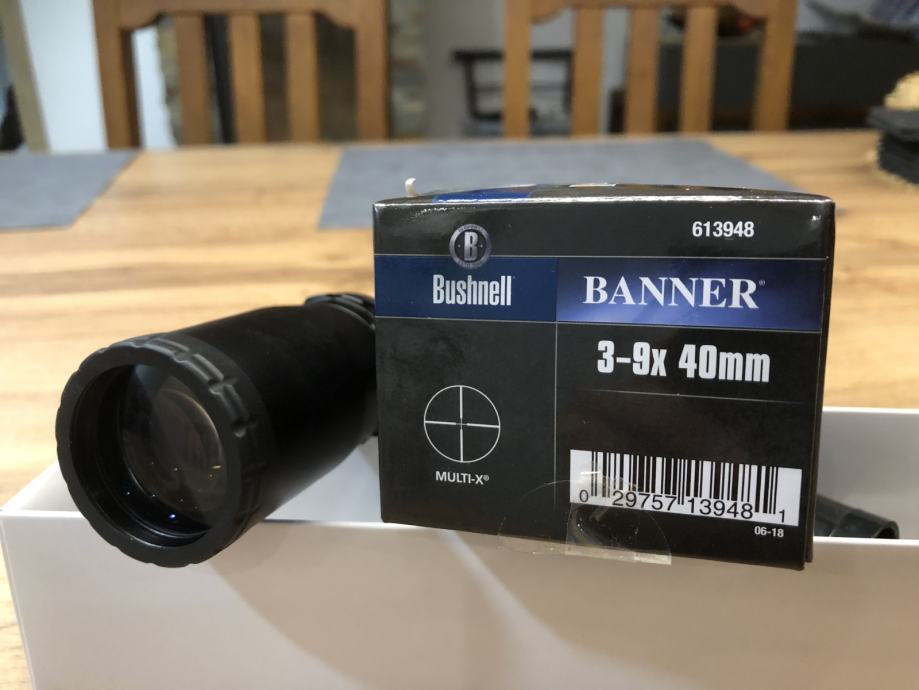 613948
B
Bushnell
BANNER®
3-9x 40mm
MULTI-X®
0 29757 13948 1
06-18